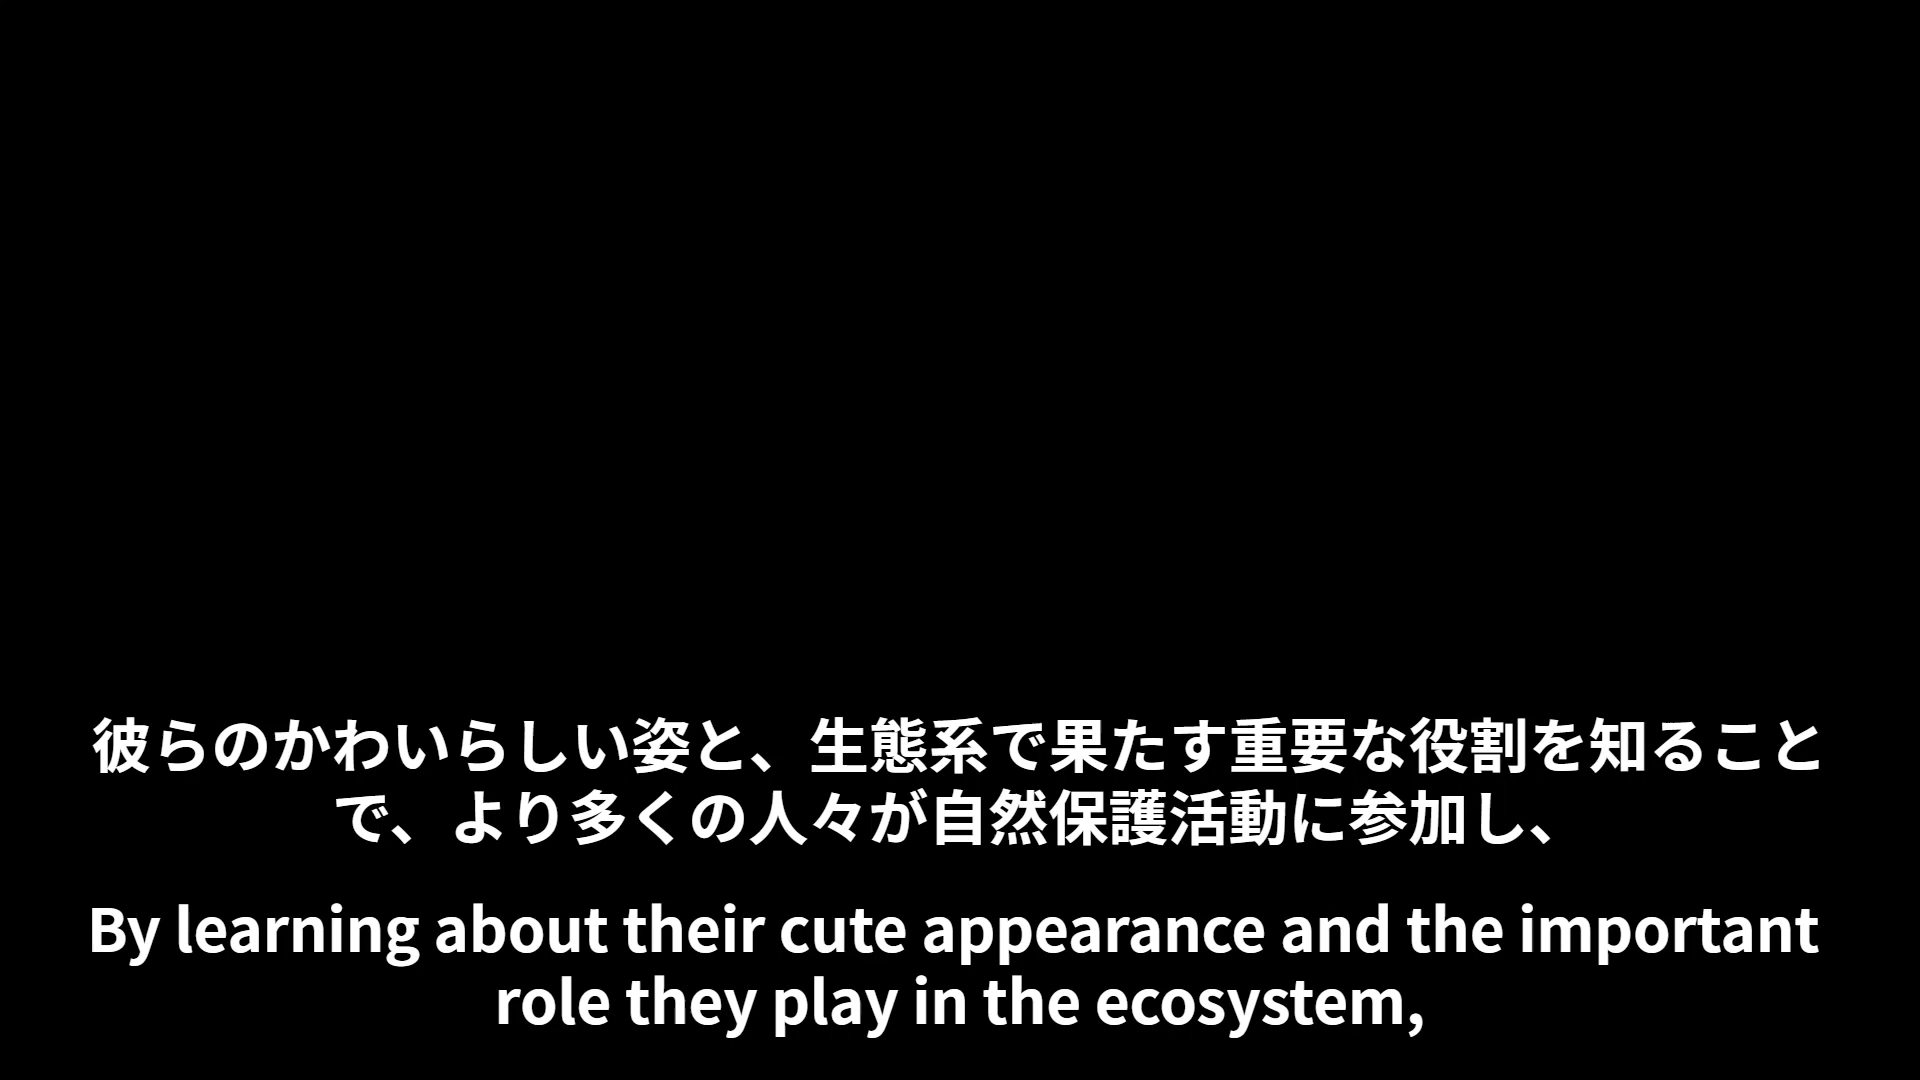 彼らのかわいらしい姿と、生態系で果たす重要な役割を知ること
で、より多くの人々が自然保護活動に参加し、
By learning about their cute appearance and the important
role they play in the ecosystem,